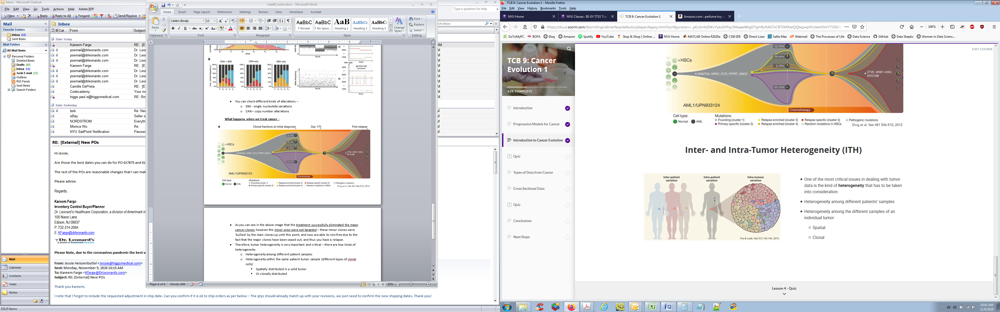 Inbox - Microsoft Outlook
File Edit View Go Tools Actions Help Adobe PDF
New Reply Reply to All Forward Send/Receive
Type a question for help
Mail
Favorite Folders
Inbox (18)
Sent Items
Mail Folders
All Mail Items
Personal Folders
Deleted Items
Drafts [40]
Inbox (18)
Junk E-mail [21]
Outbox
RSS Feeds
Sent Items
Search Folders
Mail
Calendar
Contacts
Tasks
Notes
33125 Items
Inbox
Cat... From Subject
Date: Today
Kareem Farge RE: [E
poemail@drleonards.com Dr. Leo
poemail@drleonards.com Dr. Leo
poemail@drleonards.com Dr. Leo
Kareem Farge RE: [E
poemail@drleonards.com Dr. Leo
poemail@drleonards.com Dr. Leo
poemail@drleonards.com Dr. Leo
Camille DePreta RE: [E
Codecademy Your m
higgs.paul.e@higgsmedical.com RE: Ro
Date: Yesterday
bob Re: Nev
eBay Seller o
NORDSTROM Everyth
Monica Wu Re:
NYU SailPoint Notification Passwo
RE: [External] New POs
Hi Jessie,
Are those the best dates you can do for PO 617875 and 61
The rest of the POs are reasonable changes that I can mak
Please advise.
Regards,
Kareem Farge
Inventory Control Buyer/Planner
Dr. Leonard's Healthcare Corporation, a division of Amerimark In
100 Nixon Lane
Edison, NJ 08837
P: 732-314-2064
E: KFarge@drleonards.com
Dr. Leonard's
a division of AmerimarkInteractive
Please Note, due to the coronavirus pandemic the best w
From: Jessie Heissenbuttel <Jessie@higgsmedical.com>
Sent: Monday, November 9, 2020 10:15 AM
To: Kareem Farge <Kfarge@DrLeonards.com>
Subject: RE: [External] New POs
Thank you Kareem,
I note that I forgot to include the requested adjustment in ship date. Can you confirm if it is ok to ship orders as per below – The qtys should already match up with your revisions, we just need to confirm the new shipping dates. Thank you!
week9_notes.docx - Microsoft Word
Home Insert Page Layout References Mailings Review View Developer Acrobat
Paste
Clipboard
Calibri (Body) 12
Font
Paragraph
AaBbC AaBbC AaB AaBbCc AaBbC
¶ Normal ¶ No Spaci... Heading 1 Heading 2 Heading 3
Change Styles
Styles
Find
Replace
Select
Editing
time
locus
B
CNA + SNV CNA only SNV only
cum. clonal frequency
allele frequency
locus
SNV state
germline hets
not shown
45%
20%
25%
10%
locus
• You can check different kinds of alterations –
o SNV - single nucleotide variations
o CAN – copy number alterations
What happens when we treat cancer -
a Clonal fractions at initial diagnosis Day 170 First relapse
12.74%
HSCs
29.04%
5.10%
DNMT3A, NPM1, FLT3, PTPRT, SMC3
ETV6, WNK1-WAC,
MYO18B
53.12%
AML1/UPN933124
Chemotherapy
Cell type: Mutations:
Normal AML Founding (cluster 1) Relapse enriched (cluster 3) Relapse specific (cluster 5) Pathogenic mutations
Primary specific (cluster 2) Relapse enriched (cluster 4) Random mutations in HSCs
Ding et al. Nat 481 506-510, 2012
• As you can see in the above image that the treatment successfully eliminated the major
cancer clones, however the minor ones were not targeted – these minor clones were
'bullied' by the main clones up until this point, and now are able to rein free due to the
fact that the major clones have been wiped out, and thus you have a relapse.
• Therefore, tumor heterogeneity is very important and critical – there are two kinds of
heterogeneity:
o Heterogeneity among different patient samples
o Heterogeneity within the same patient tumor sample (different types of clonal
cells)
▪ Spatially distributed in a solid tumor
▪ Or clonally distributed
Page: 6 of 6 Words: 849 83%
TCB 9: Cancer Evolution 1 - Mozilla Firefox
File Edit View History Bookmarks Tools Help
NYU Home NYU Classes : BI-GY 7733 Tran TCB 9: Cancer Evolution 1 Amazon.com : perfume tray
https://cloud.scorm.com/ScormEngineInterface/defaultui/player/legacy.html?configuration= 100%
GoToMyPC BOFA Ebay Amazon Spotify YouTube Stop & Shop | Online ... NYU Home MATLAB Online R2020a CS50 IDE Direct Loan Sallie Mae Webmail The Processes of Life Data Science GitHub Data Skeptic Women in Data Scienc...
TCB 9: Cancer
Evolution 1
33% COMPLETE
Introduction
Progression Models for Cancer
Introduction to Cancer Evolution
Quiz
Types of Data from Cancer
Cross Sectional Data
Quiz
Conclusions
Next Steps
EXIT COURSE
12.74%
HSCs
29.04%
5.10%
DNMT3A, NPM1, FLT3, PTPRT, SMC3
ETV6, WNK1-WAC,
MYO18B
53.12%
AML1/UPN933124
Chemotherapy
Cell type: Mutations:
Normal AML Founding (cluster 1) Relapse enriched (cluster 3) Relapse specific (cluster 5) Pathogenic mutations
Primary specific (cluster 2) Relapse enriched (cluster 4) Random mutations in HSCs
Ding et al. Nat 481 506-510, 2012
Inter- and Intra-Tumor Heterogeneity (ITH)
Inter-patient variation Intra-patient variation Intra-tumour variation
Fox & Loeb. Nat 512 143-144, 2014.
• One of the most critical issues in dealing with tumor
data is the kind of heterogeneity that has to be taken
into consideration
• Heterogeneity among different patients' samples
• Heterogeneity among the different samples of an
individual tumor
o Spatial
o Clonal
Lesson 4 - Quiz
49 50
10:43 AM
11/9/2020